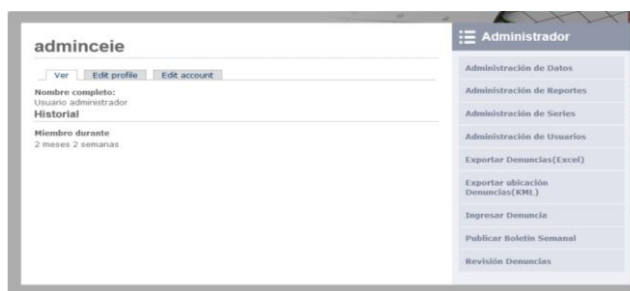 adminceie
Ver Edit profile Edit account
Nombre completo:
Usuario administrador
Historial
Miembro durante
2 meses 2 semanas
Administrador
Administración de Datos
Administración de Reportes
Administración de Series
Administración de Usuarios
Exportar Denuncias(Excel)
Exportar ubicación
Denuncias(KML)
Ingresar Denuncia
Publicar Boletín Semanal
Revisión Denuncias